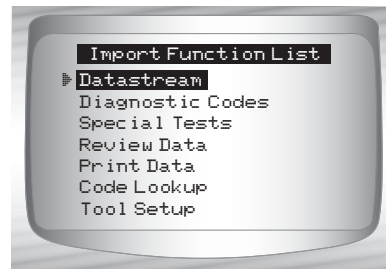 Import Function List
Datastream
Diagnostic Codes
Special Tests
Review Data
Print Data
Code Lookup
Tool Setup